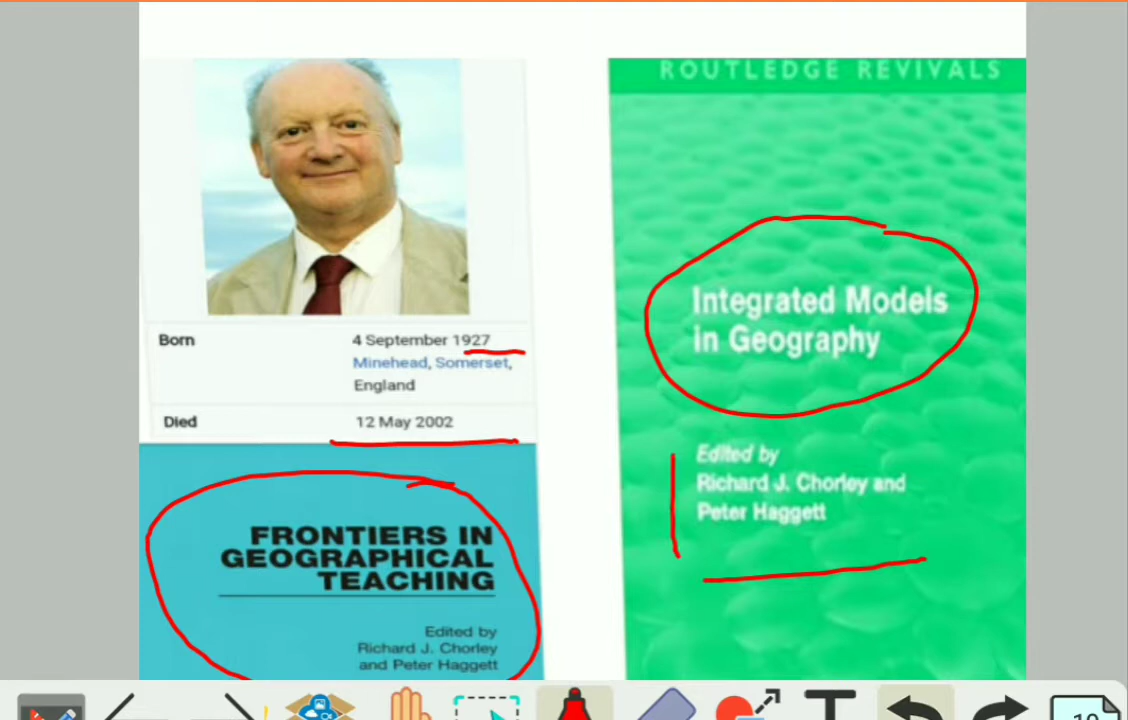 ROUTLEDGE REVIVALS
Born 4 September 1927
Minehead, Somerset,
England
Died 12 May 2002
Integrated Models
in Geography
Edited by
Richard J. Chorley and
Peter Haggett
FRONTIERS IN
GEOGRAPHICAL
TEACHING
Edited by
Richard J. Chorley
and Peter Haggett